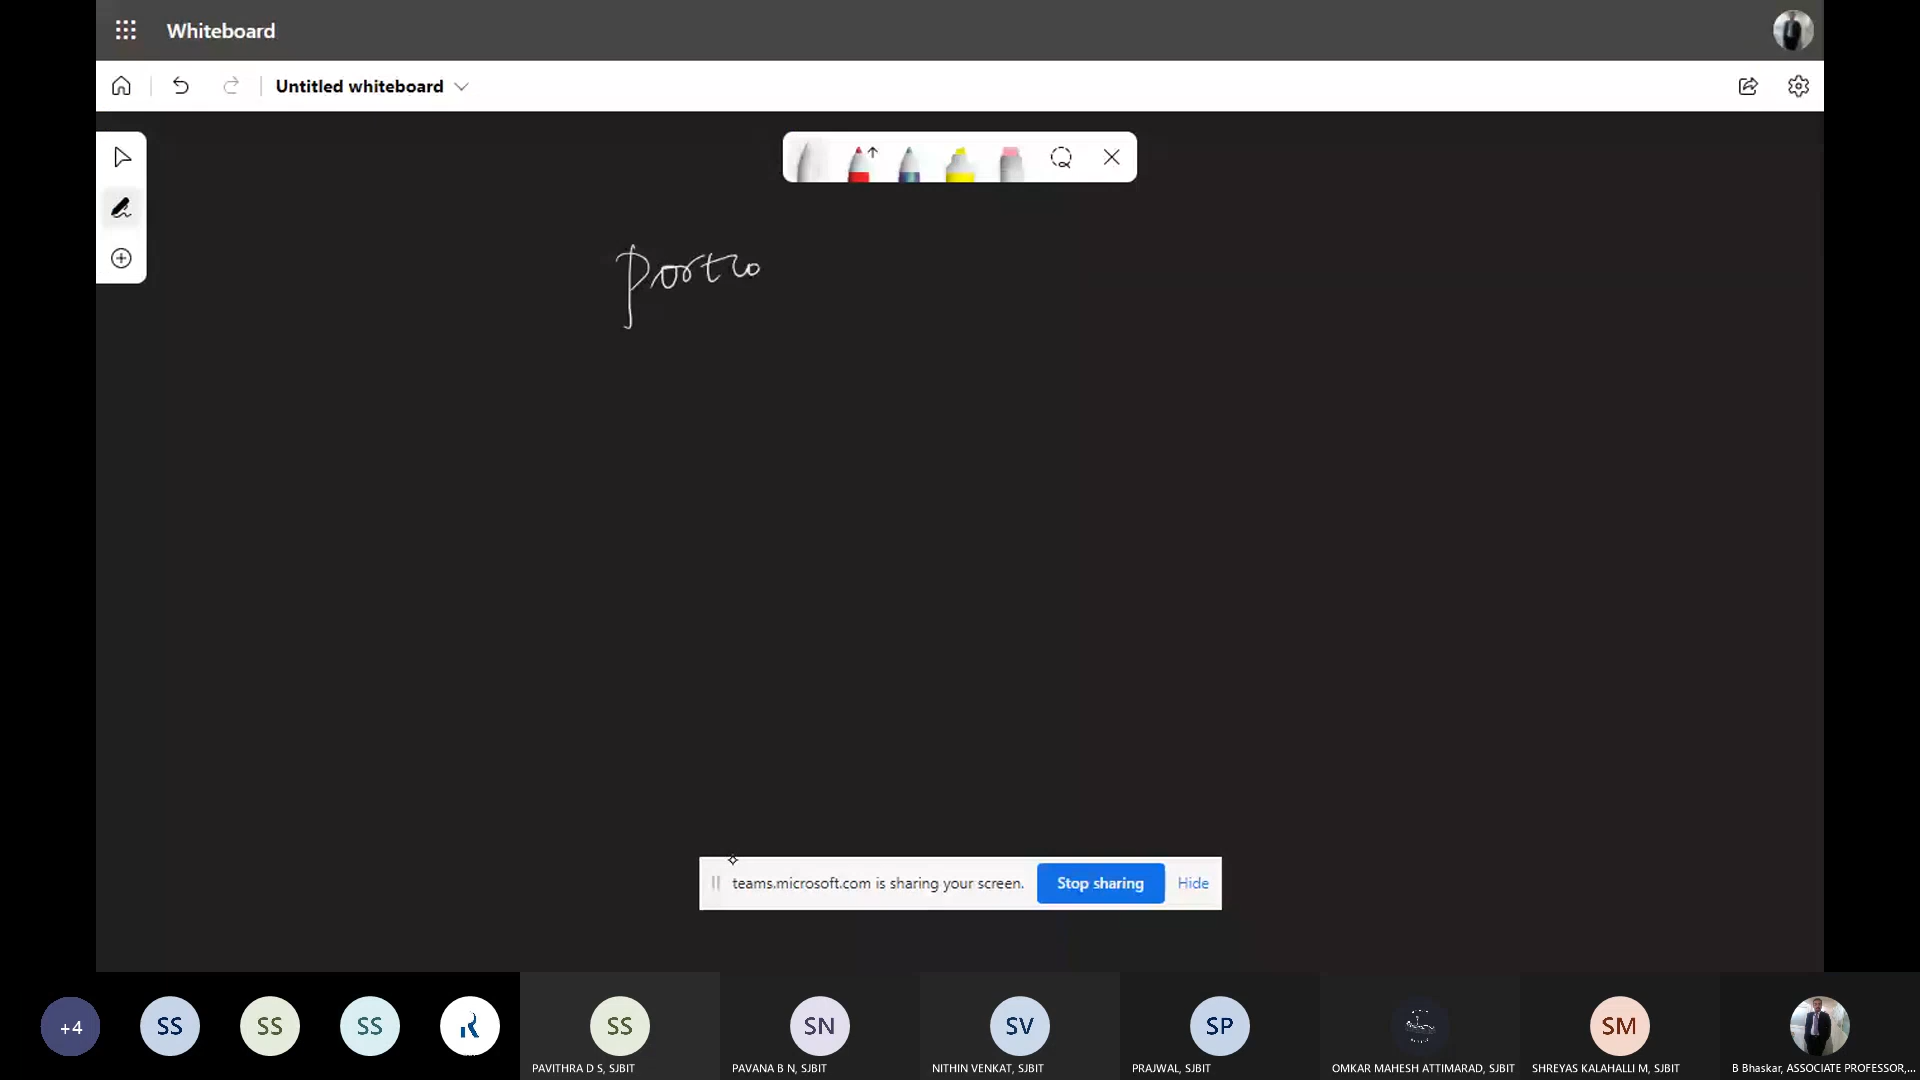 Whiteboard
Untitled whiteboard
portio
teams.microsoft.com is sharing your screen. Stop sharing Hide
+4 SS SS SS SS SN SV SP SM
PAVITHRA D S, SJBIT PAVANA B N, SJBIT NITHIN VENKAT, SJBIT PRAJWAL, SJBIT OMKAR MAHESH ATTIMARAD, SJBIT SHREYAS KALAHALLI M, SJBIT B Bhaskar, ASSOCIATE PROFESSOR,...